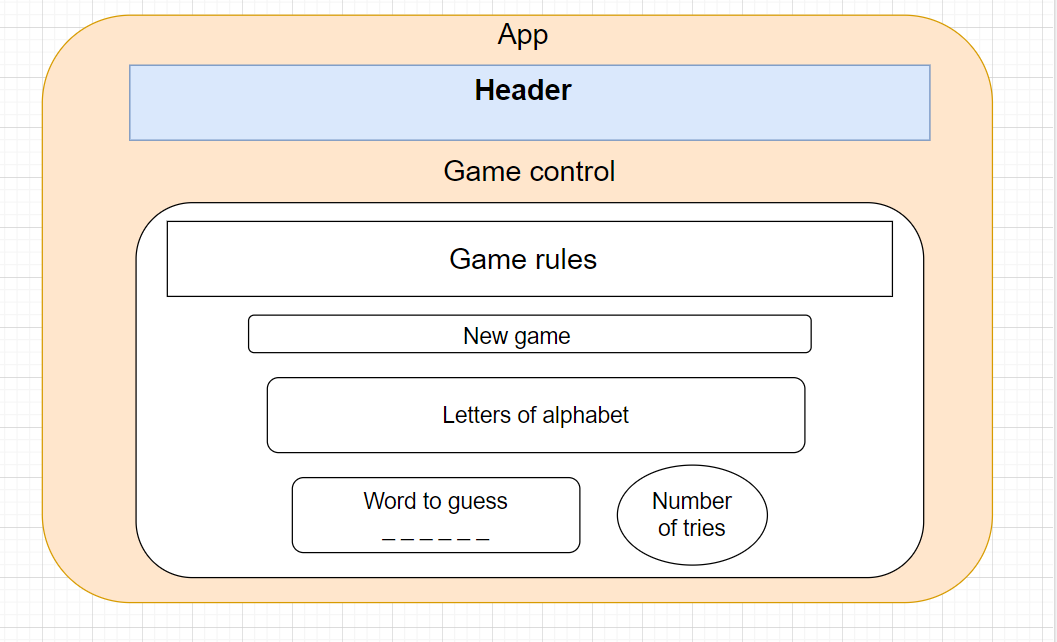 App
Header
Game control
Game rules
New game
Letters of alphabet
Word to guess
_ _ _ _ _ _
Number
of tries